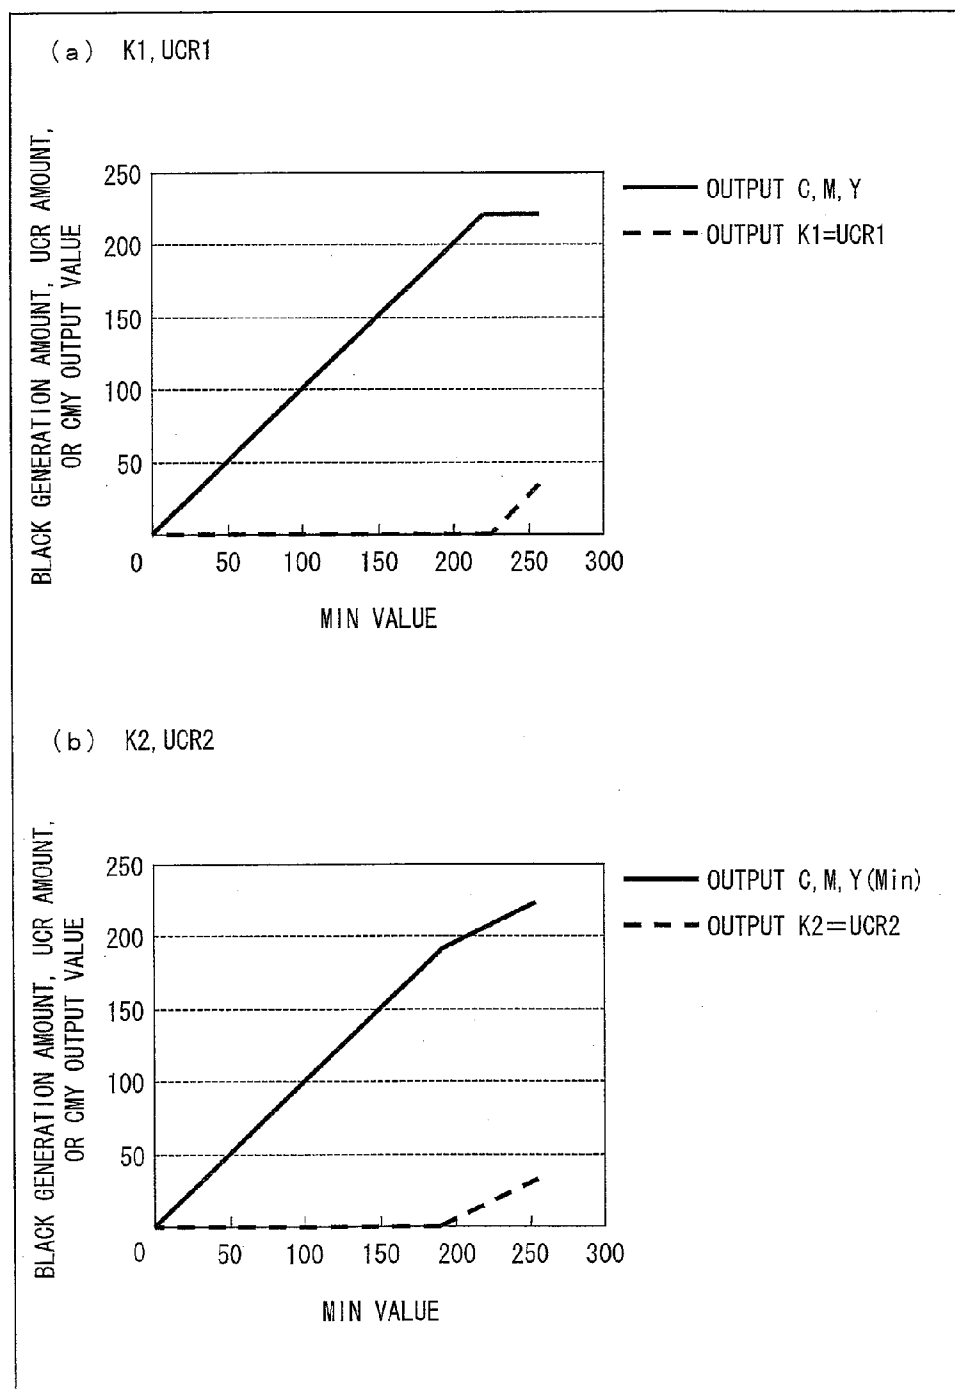 (a) K1, UCR1
BLACK GENERATION AMOUNT, UCR AMOUNT,
OR CMY OUTPUT VALUE
250
200
150
100
50
0 50 100 150 200 250 300
MIN VALUE
OUTPUT C, M, Y
OUTPUT K1=UCR1
(b) K2, UCR2
BLACK GENERATION AMOUNT, UCR AMOUNT,
OR CMY OUTPUT VALUE
250
200
150
100
50
0 50 100 150 200 250 300
MIN VALUE
OUTPUT C, M, Y(Min)
OUTPUT K2=UCR2